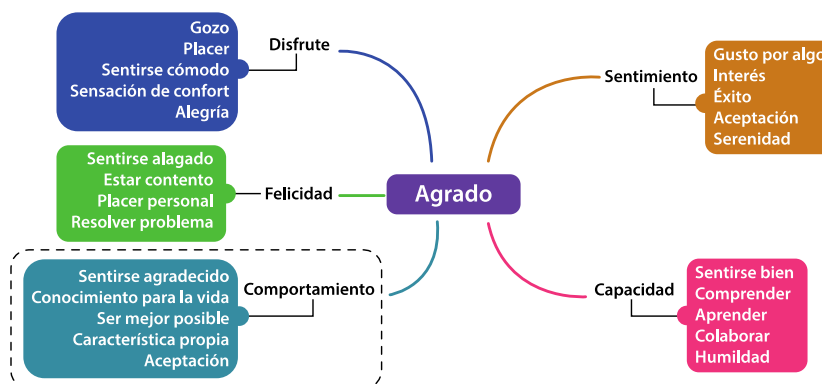 Gozo
Placer
Sentirse cómodo
Sensación de confort
Alegría
Disfrute
Sentirse alagado
Estar contento
Placer personal
Resolver problema
Felicidad
Sentirse agradecido
Conocimiento para la vida
Ser mejor posible
Característica propia
Aceptación
Comportamiento
Agrado
Sentimiento
Gusto por algo
Interés
Éxito
Aceptación
Serenidad
Capacidad
Sentirse bien
Comprender
Aprender
Colaborar
Humildad